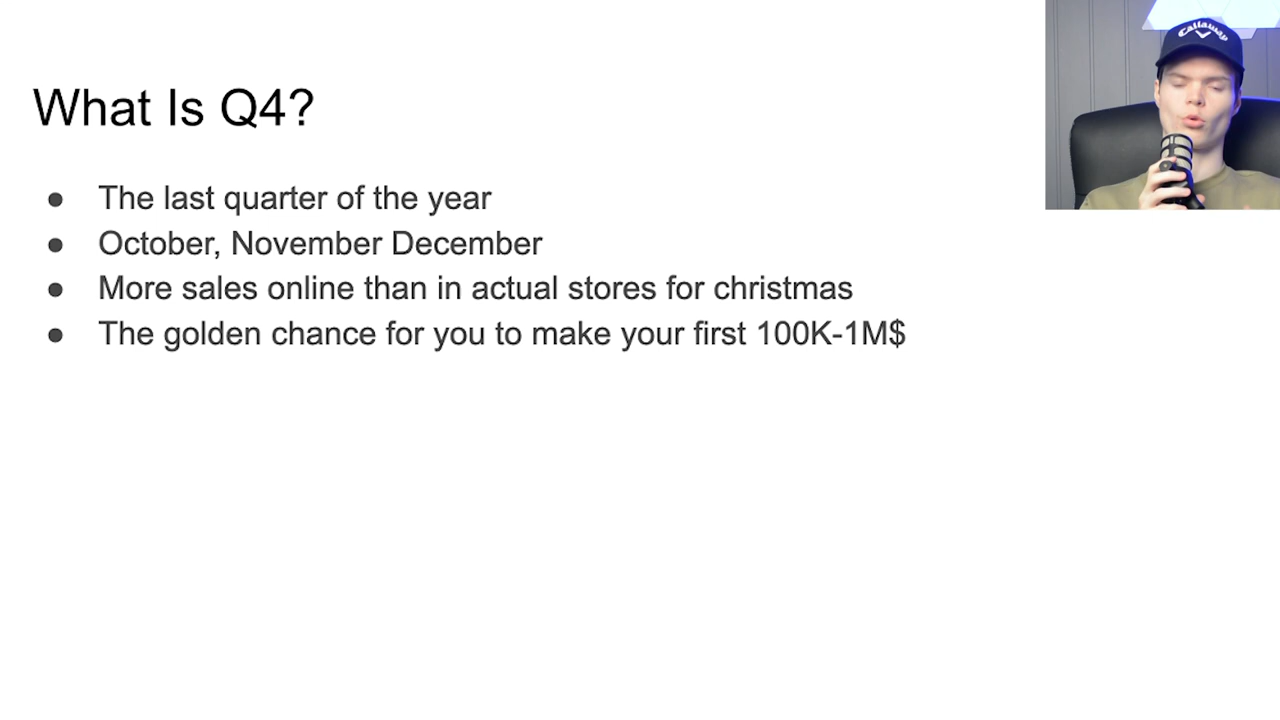 What Is Q4?
● The last quarter of the year
● October, November December
● More sales online than in actual stores for christmas
● The golden chance for you to make your first 100K-1M$
Callaway